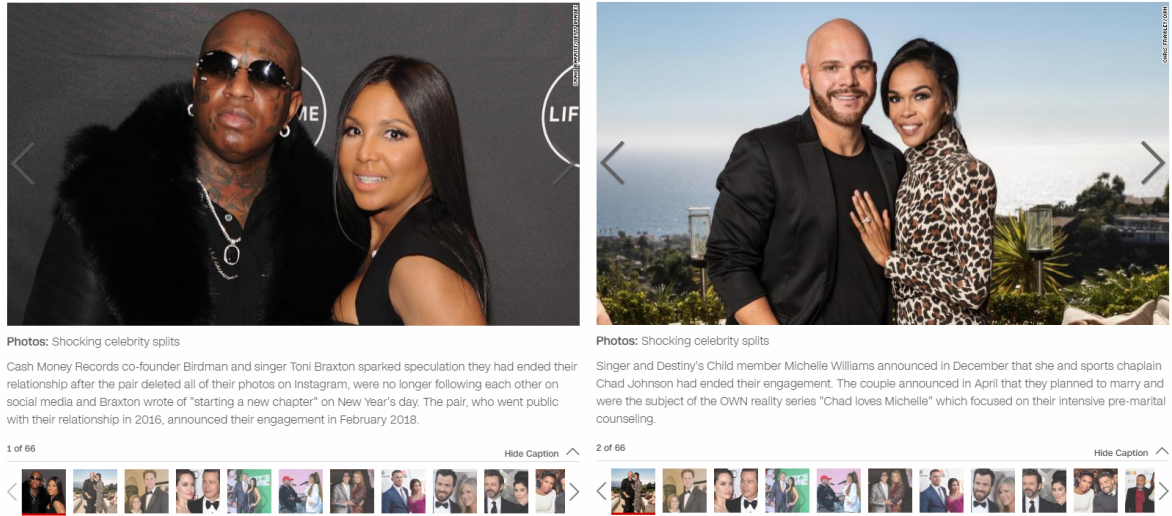 ME
LIF
Photos: Shocking celebrity splits
Cash Money Records co-founder Birdman and singer Toni Braxton sparked speculation they had ended their
relationship after the pair deleted all of their photos on Instagram, were no longer following each other on
social media and Braxton wrote of "starting a new chapter" on New Year's day. The pair, who went public
with their relationship in 2016, announced their engagement in February 2018.
1 of 66
Hide Caption
CHRIS FRAWLEY/OWN
Photos: Shocking celebrity splits
Singer and Destiny's Child member Michelle Williams announced in December that she and sports chaplain
Chad Johnson had ended their engagement. The couple announced in April that they planned to marry and
were the subject of the OWN reality series "Chad loves Michelle" which focused on their intensive pre-marital
counseling.
2 of 66
Hide Caption